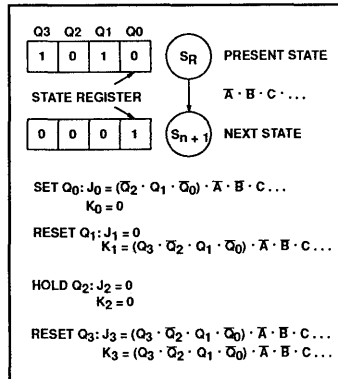 Q3 Q2 Q1 Q0
1 0 1 0
S_R
PRESENT STATE
STATE REGISTER
A̅ · B̅ · C · ...
0 0 0 1
S_{n + 1}
NEXT STATE
SET Q₀: J₀ = (Q̅₂ · Q₁ · Q̅₀) · A̅ · B̅ · C ...
K₀ = 0
RESET Q₁: J₁ = 0
K₁ = (Q₃ · Q̅₂ · Q₁ · Q̅₀) · A̅ · B̅ · C ...
HOLD Q₂: J₂ = 0
K₂ = 0
RESET Q₃: J₃ = (Q₃ · Q̅₂ · Q₁ · Q̅₀) · A̅ · B̅ · C ...
K₃ = (Q₃ · Q̅₂ · Q₁ · Q̅₀) · A̅ · B̅ · C ...